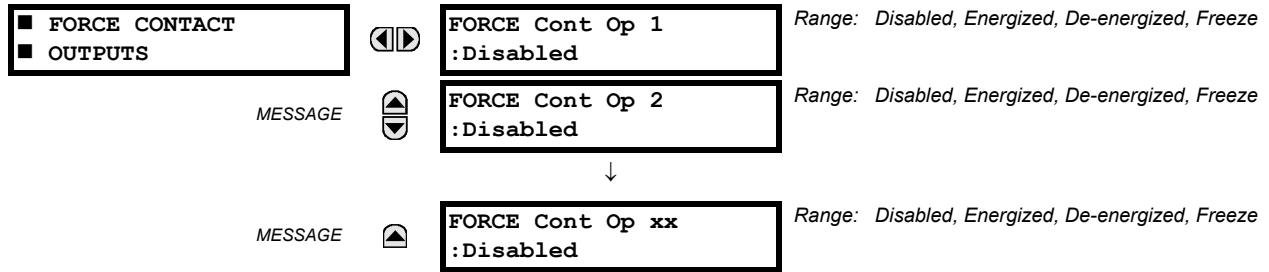 ■ FORCE CONTACT
■ OUTPUTS
FORCE Cont Op 1
:Disabled
Range: Disabled, Energized, De-energized, Freeze
MESSAGE
FORCE Cont Op 2
:Disabled
Range: Disabled, Energized, De-energized, Freeze
↓
MESSAGE
FORCE Cont Op xx
:Disabled
Range: Disabled, Energized, De-energized, Freeze